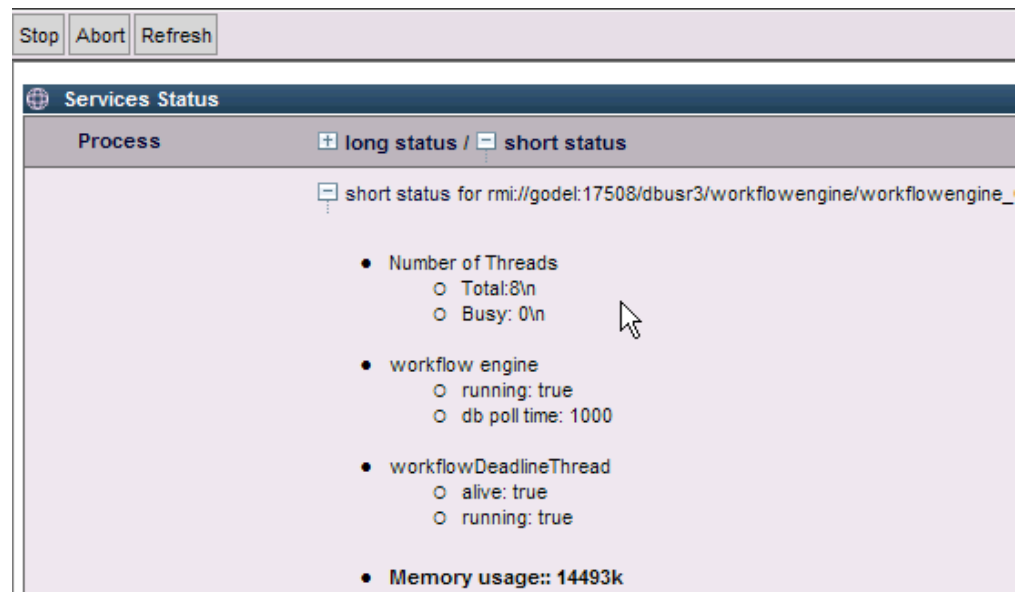 Stop Abort Refresh
Services Status
Process long status / short status
short status for rmi://godel:17508/dbusr3/workflowengine/workflowengine_
Number of Threads
Total:8\n
Busy: 0\n
workflow engine
running: true
db poll time: 1000
workflowDeadlineThread
alive: true
running: true
Memory usage:: 14493k